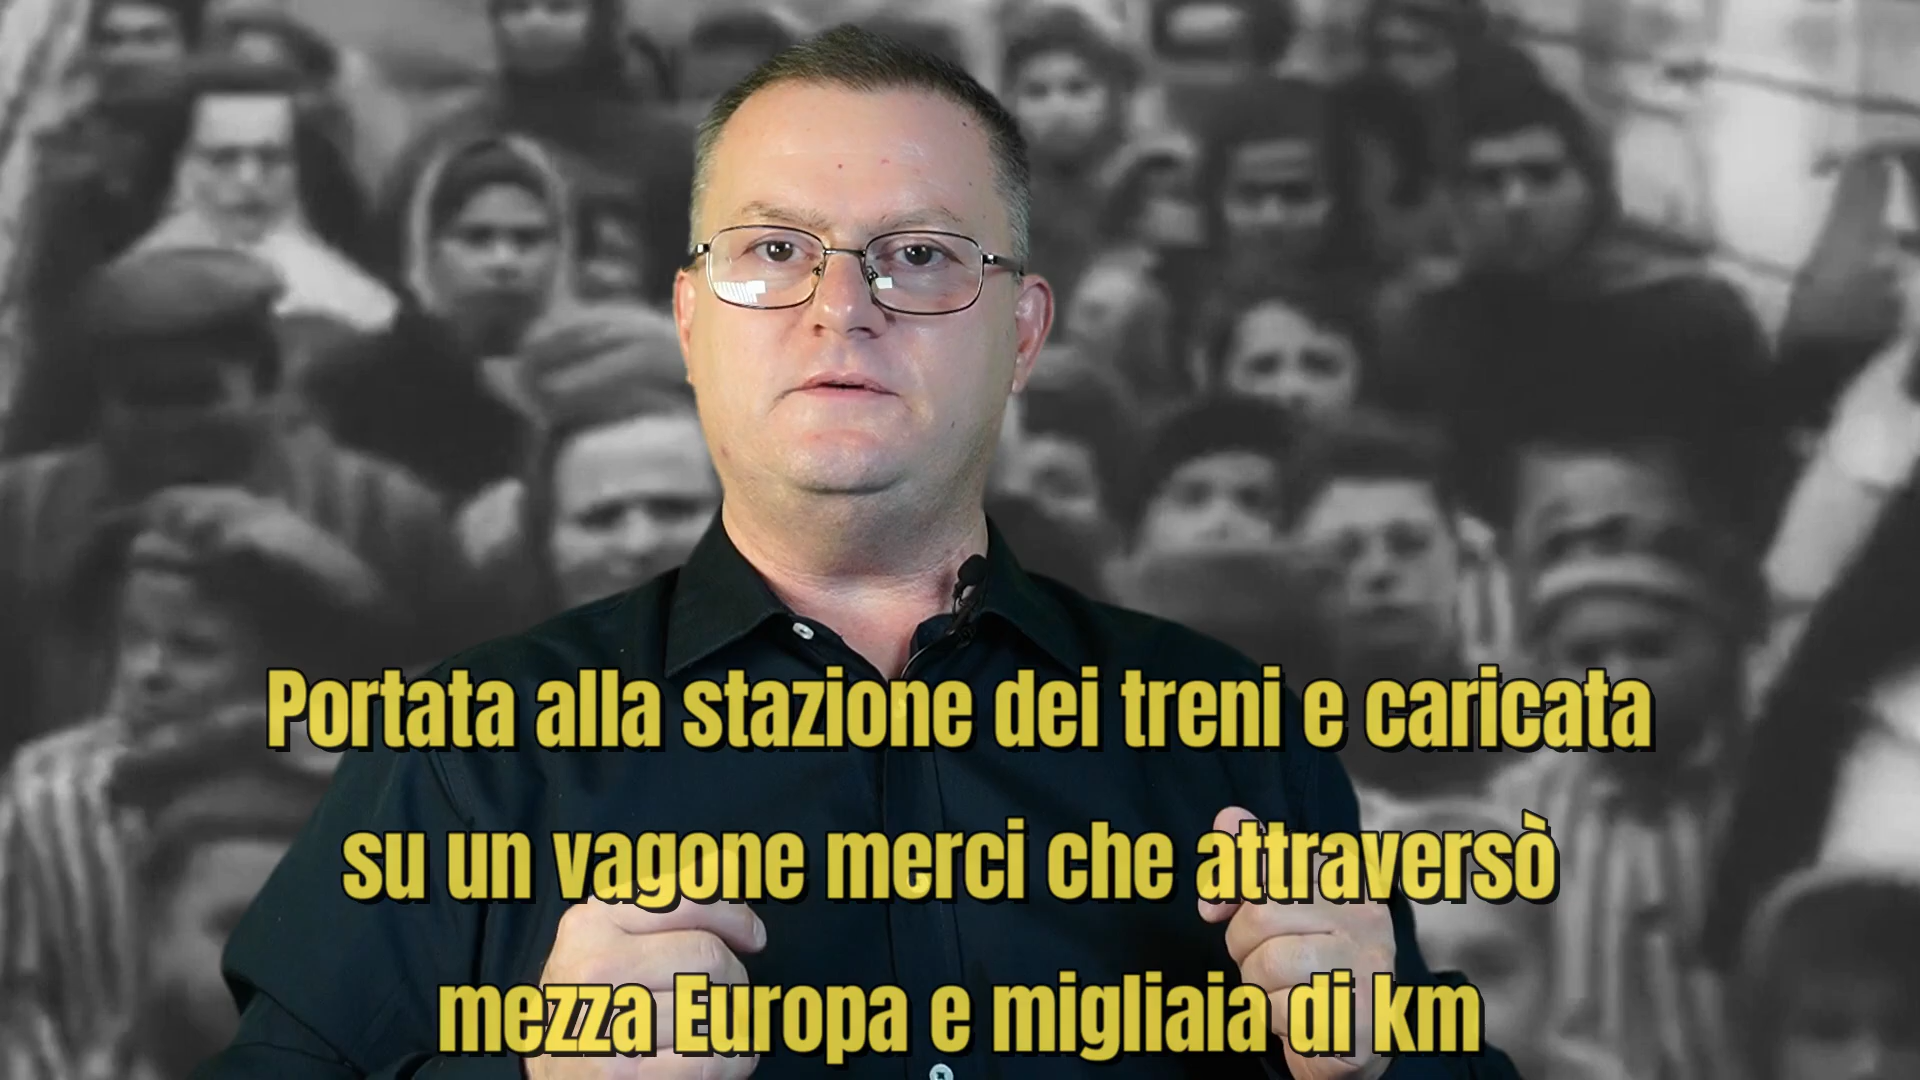 Portata alla stazione dei treni e caricata
su un vagone merci che attraversò
mezza Europa e migliaia di km